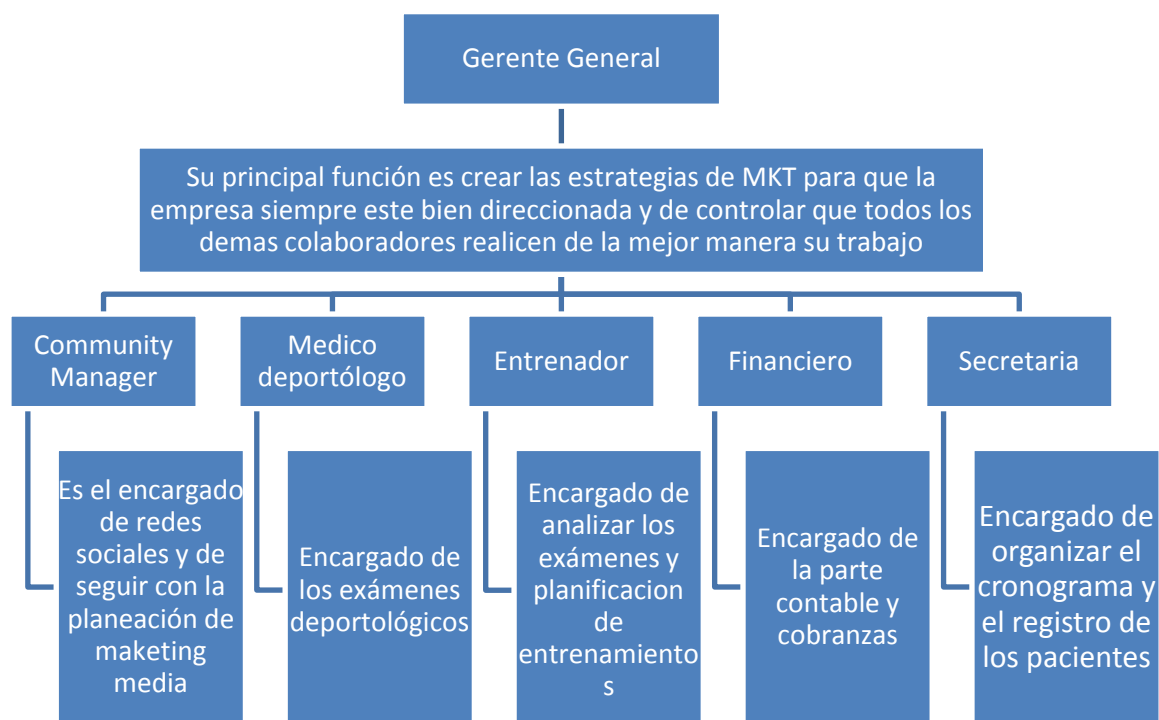 Gerente General
Su principal función es crear las estrategias de MKT para que la
empresa siempre este bien direccionada y de controlar que todos los
demas colaboradores realicen de la mejor manera su trabajo
Community
Manager
Medico
deportólogo
Entrenador
Financiero
Secretaria
Es el encargado
de redes
sociales y de
seguir con la
planeación de
maketing
media
Encargado de
los exámenes
deportológicos
Encargado de
analizar los
exámenes y
planificacion
de
entrenamiento
s
Encargado de
la parte
contable y
cobranzas
Encargado de
organizar el
cronograma y
el registro de
los pacientes